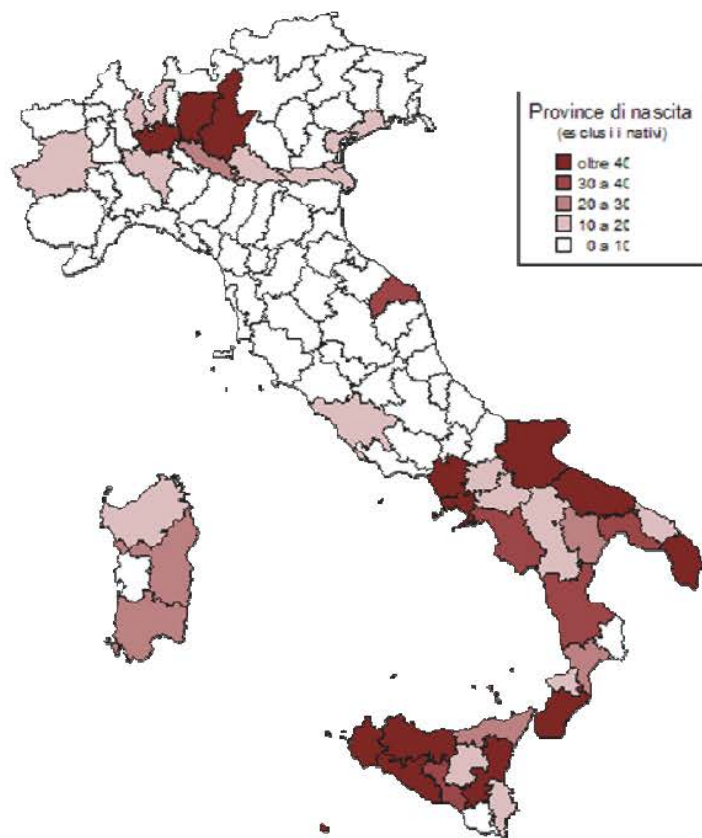 Province di nascita
(esclusi i nativi)
oltre 40
30 a 40
20 a 30
10 a 20
0 a 10